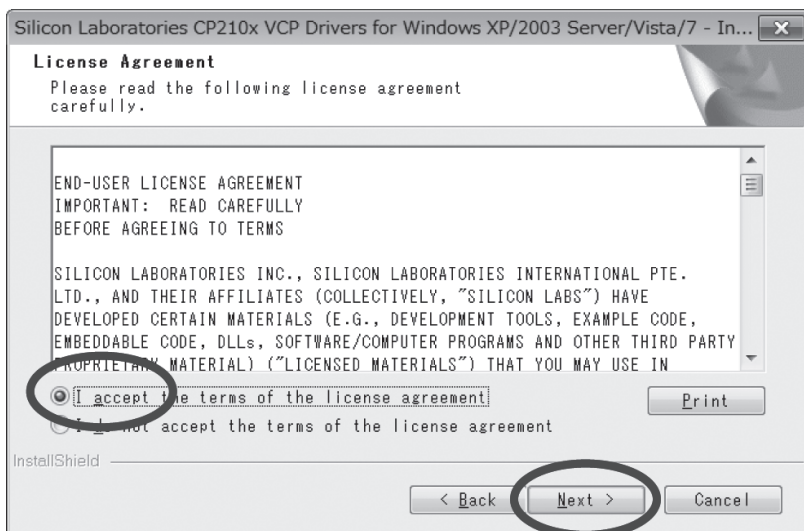 Silicon Laboratories CP210x VCP Drivers for Windows XP/2003 Server/Vista/7 - In...
License Agreement
Please read the following license agreement
carefully.
END-USER LICENSE AGREEMENT
IMPORTANT: READ CAREFULLY
BEFORE AGREEING TO TERMS
SILICON LABORATORIES INC., SILICON LABORATORIES INTERNATIONAL PTE.
LTD., AND THEIR AFFILIATES (COLLECTIVELY, "SILICON LABS") HAVE
DEVELOPED CERTAIN MATERIALS (E.G., DEVELOPMENT TOOLS, EXAMPLE CODE,
EMBEDDABLE CODE, DLLs, SOFTWARE/COMPUTER PROGRAMS AND OTHER THIRD PARTY
PROPRIETARY MATERIAL) ("LICENSED MATERIALS") THAT YOU MAY USE IN
I accept the terms of the license agreement
Print
I do not accept the terms of the license agreement
InstallShield
< Back
Next >
Cancel